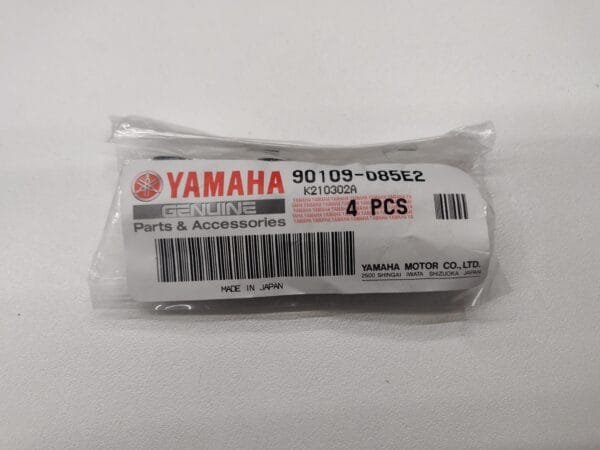 YAMAHA 90109-085E2
K210302A
GENUINE
Parts & Accessories
4 PCS
YAMAHA MOTOR CO.,LTD.
2500 SHINGAI IWATA SHIZUOKA JAPAN
MADE IN JAPAN